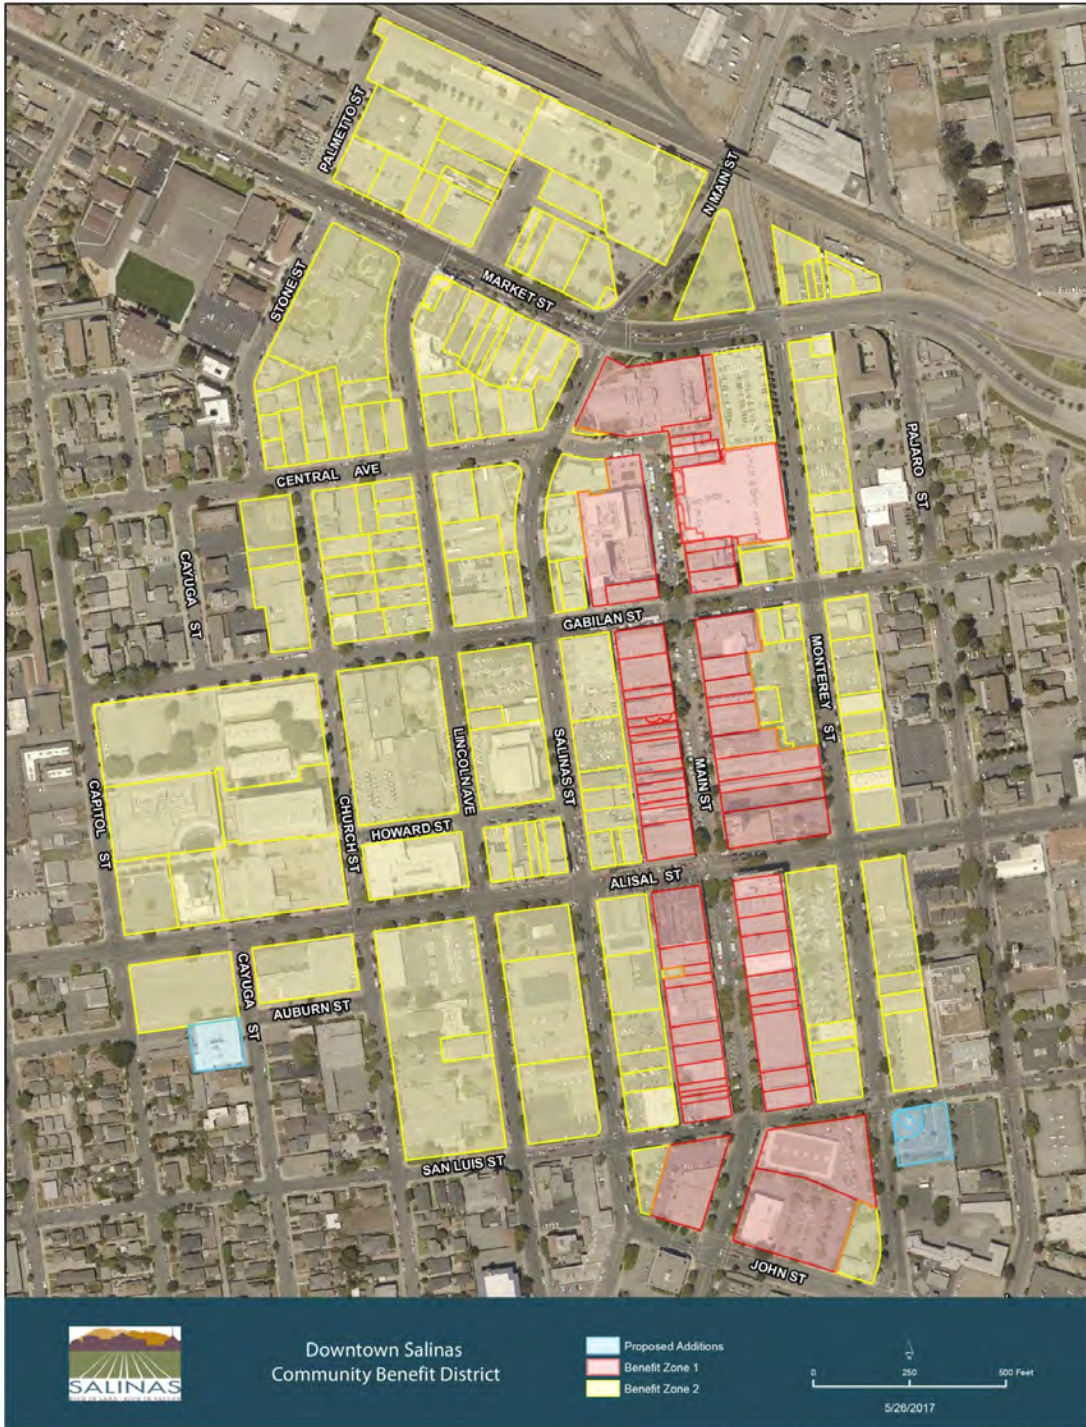 PALMETTO ST
N MAIN ST
STONE ST
MARKET ST
PAJARO ST
CENTRAL AVE
CAYUGA ST
GABILAN ST
MONTEREY ST
LINCOLN AVE
SALINAS ST
MAIN ST
CAPITOL ST
CHURCH ST
HOWARD ST
ALISAL ST
CAYUGA ST
AUBURN ST
SAN LUIS ST
JOHN ST
SALINAS
Downtown Salinas
Community Benefit District
Proposed Additions
Benefit Zone 1
Benefit Zone 2
0 250 500 Feet
5/26/2017